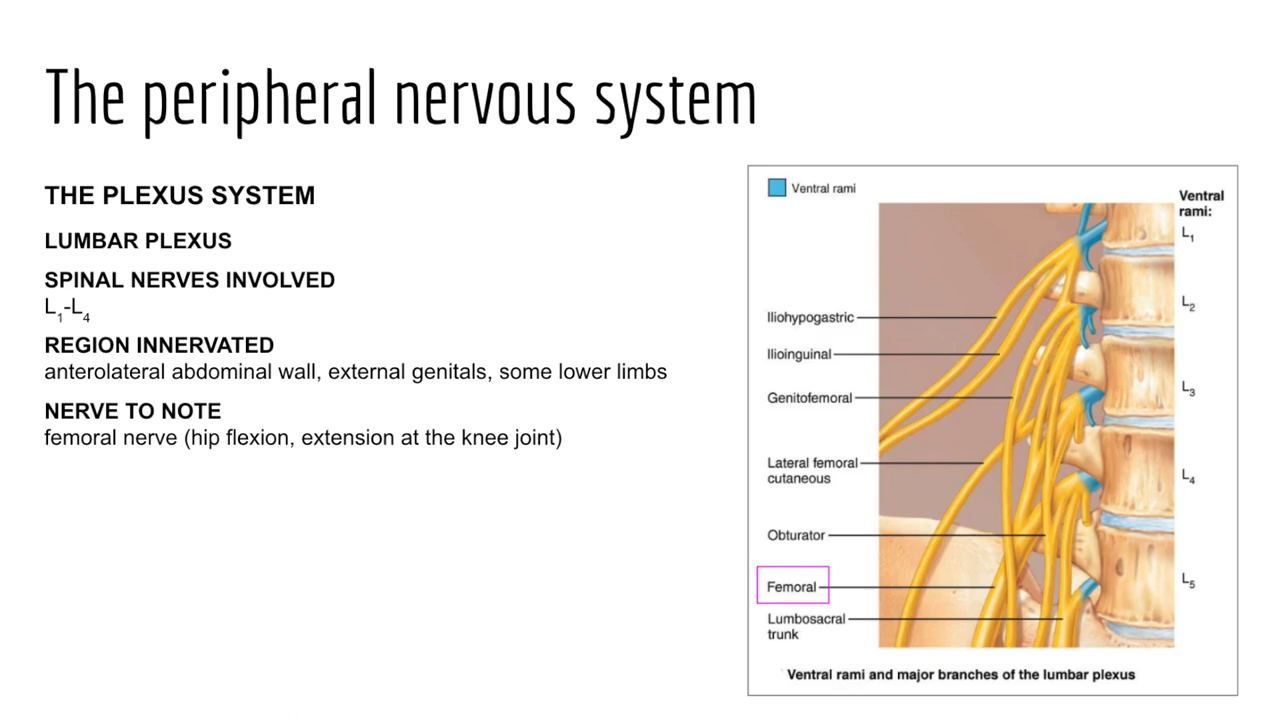 The peripheral nervous system
THE PLEXUS SYSTEM
LUMBAR PLEXUS
SPINAL NERVES INVOLVED
L₁-L₄
REGION INNERVATED
anterolateral abdominal wall, external genitals, some lower limbs
NERVE TO NOTE
femoral nerve (hip flexion, extension at the knee joint)
Ventral rami
Ventral
rami:
L₁
L₂
L₃
L₄
L₅
Iliohypogastric
Ilioinguinal
Genitofemoral
Lateral femoral
cutaneous
Obturator
Femoral
Lumbosacral
trunk
Ventral rami and major branches of the lumbar plexus